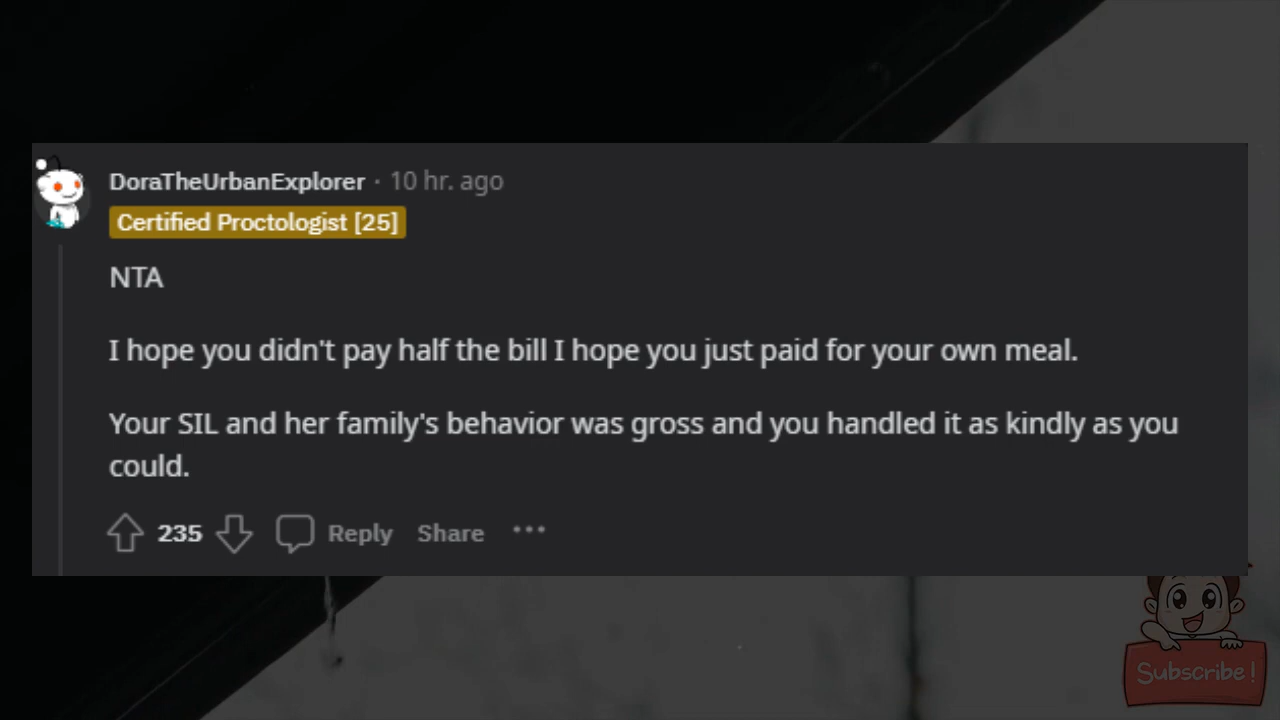 DoraTheUrbanExplorer · 10 hr. ago
Certified Proctologist [25]
NTA
I hope you didn't pay half the bill I hope you just paid for your own meal.
Your SIL and her family's behavior was gross and you handled it as kindly as you
could.
235 Reply Share ···
Subscribe!